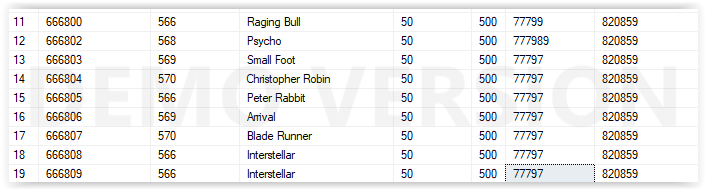 11 666800 566 Raging Bull 50 500 77799 820859
12 666802 568 Psycho 50 500 777989 820859
13 666803 569 Small Foot 50 500 77797 820859
14 666804 570 Christopher Robin 50 500 77797 820859
15 666805 566 Peter Rabbit 50 500 77797 820859
16 666806 569 Arrival 50 500 77797 820859
17 666807 570 Blade Runner 50 500 77797 820859
18 666808 566 Interstellar 50 500 77797 820859
19 666809 566 Interstellar 50 500 77797 820859
DEMO VERSION